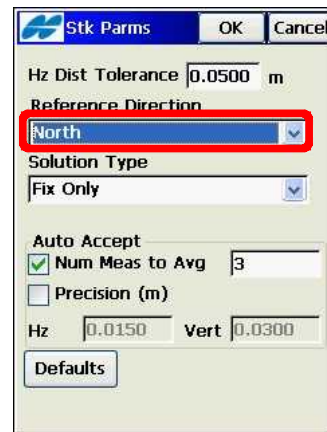 Stk Parms OK Cancel
Hz Dist Tolerance 0.0500 m
Reference Direction
North
Solution Type
Fix Only
Auto Accept
Num Meas to Avg 3
Precision (m)
Hz 0.0150 Vert 0.0300
Defaults